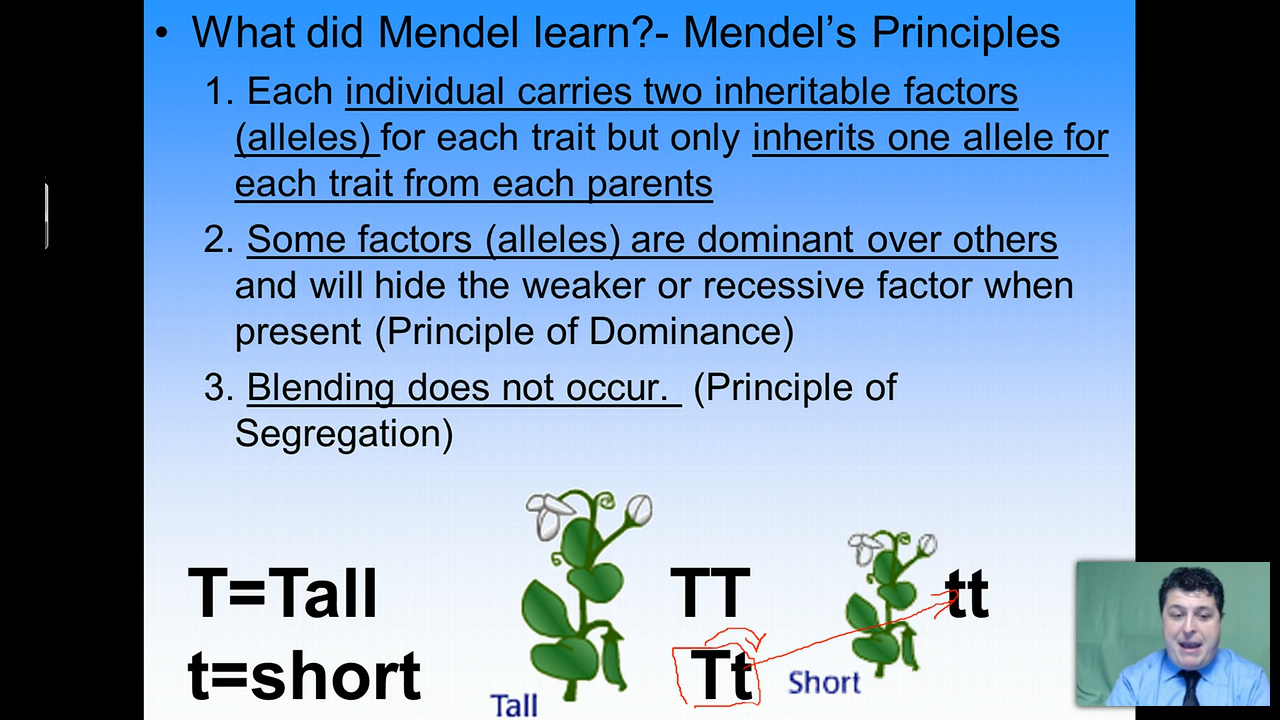 • What did Mendel learn?- Mendel's Principles
1. Each individual carries two inheritable factors
(alleles) for each trait but only inherits one allele for
each trait from each parents
2. Some factors (alleles) are dominant over others
and will hide the weaker or recessive factor when
present (Principle of Dominance)
3. Blending does not occur. (Principle of
Segregation)
T=Tall
TT
tt
t=short
Tt
Tall
Short